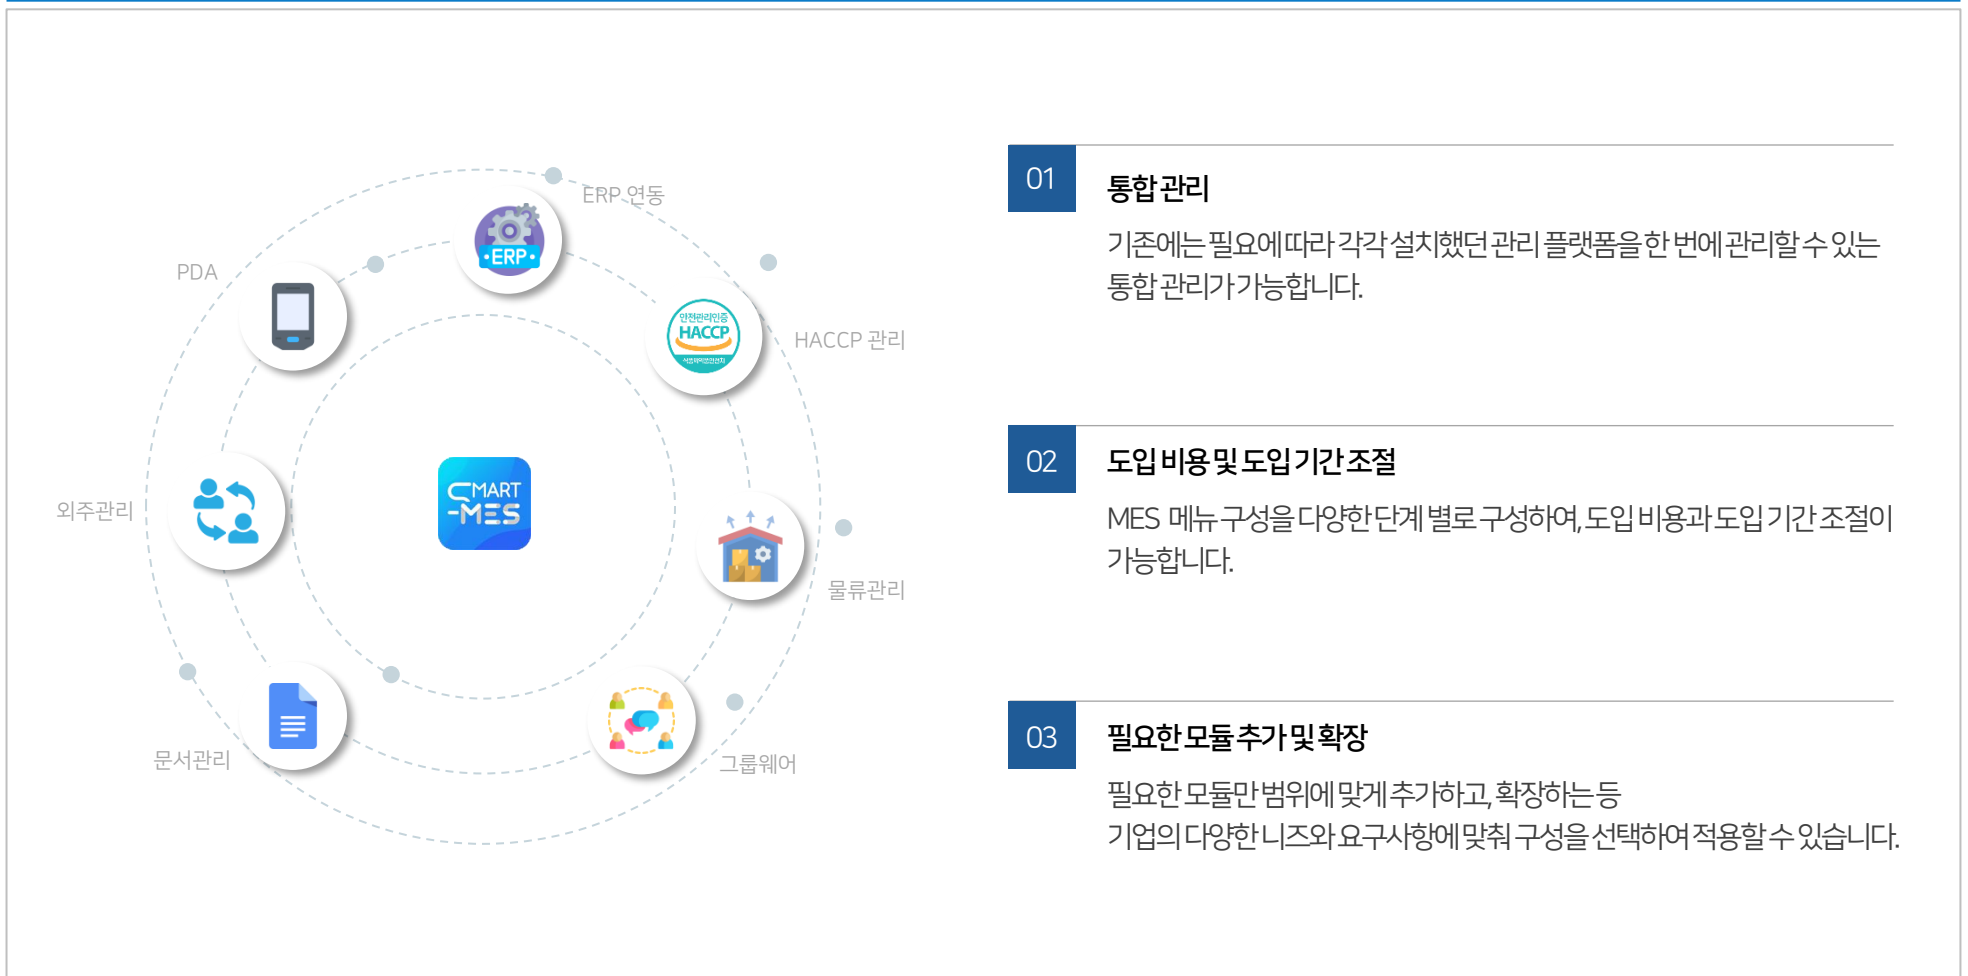 ERP 연동
PDA
ERP
안전관리인증
HACCP
HACCP 관리
SMART
-MES
외주관리
물류관리
문서관리
그룹웨어
01
통합 관리
기존에는 필요에 따라 각각 설치했던 관리 플랫폼을 한 번에 관리할 수 있는
통합 관리가 가능합니다.
02
도입 비용 및 도입 기간 조절
MES 메뉴 구성을 다양한 단계 별로 구성하여, 도입 비용과 도입 기간 조절이
가능합니다.
03
필요한 모듈 추가 및 확장
필요한 모듈만 범위에 맞게 추가하고, 확장하는 등
기업의 다양한 니즈와 요구사항에 맞춰 구성을 선택하여 적용할 수 있습니다.